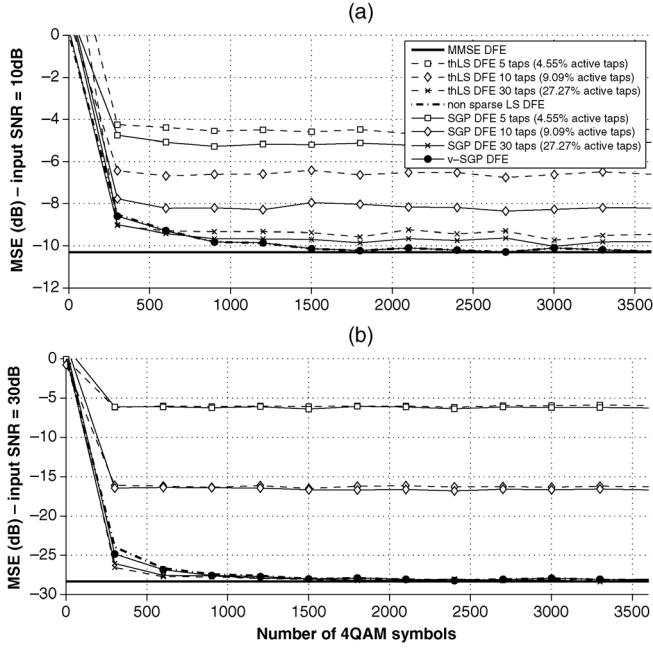 (a)
MSE (dB) – input SNR = 10dB
0
−2
−4
−6
−8
−10
−12
MMSE DFE
thLS DFE 5 taps (4.55% active taps)
thLS DFE 10 taps (9.09% active taps)
thLS DFE 30 taps (27.27% active taps)
non sparse LS DFE
SGP DFE 5 taps (4.55% active taps)
SGP DFE 10 taps (9.09% active taps)
SGP DFE 30 taps (27.27% active taps)
v−SGP DFE
0 500 1000 1500 2000 2500 3000 3500
(b)
MSE (dB) – input SNR = 30dB
0
−5
−10
−15
−20
−25
−30
0 500 1000 1500 2000 2500 3000 3500
Number of 4QAM symbols